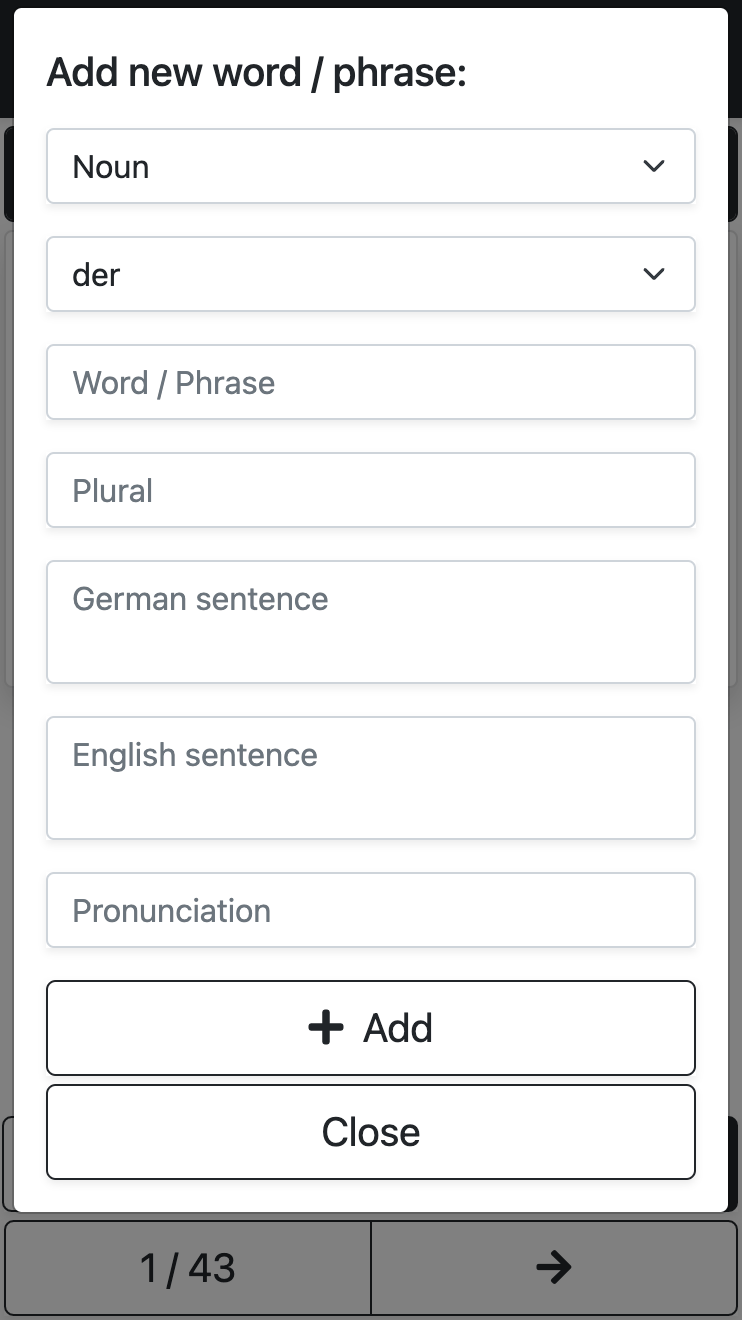 Add new word / phrase:
Noun
der
Word / Phrase
Plural
German sentence
English sentence
Pronunciation
Add
Close
1 / 43